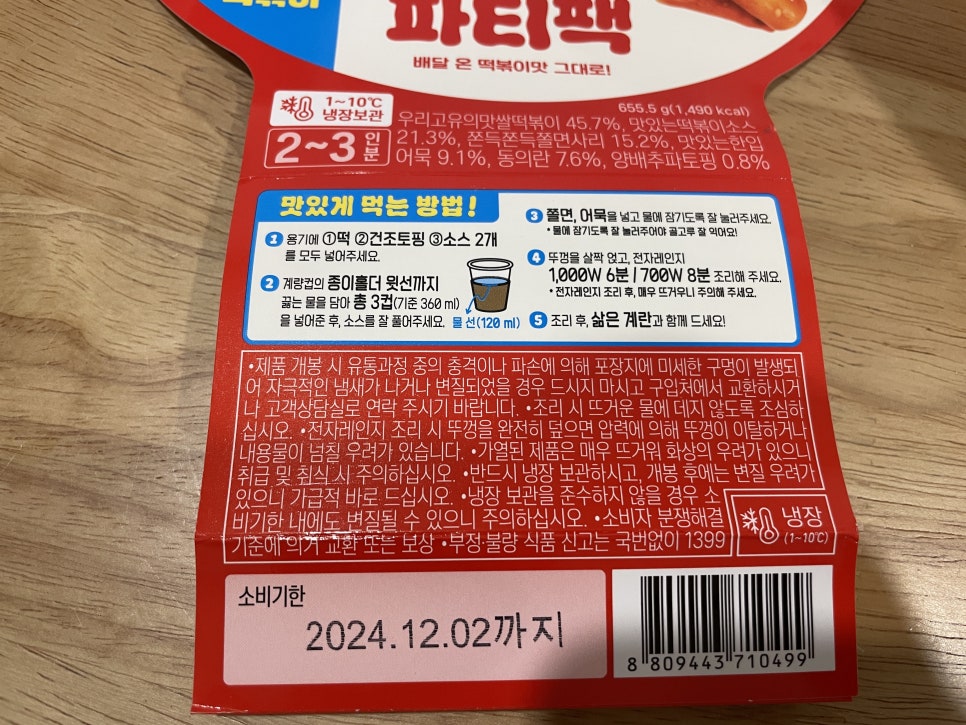 떡볶이
파티팩
배달 온 떡볶이맛 그대로!
1~10℃
냉장보관
2~3 인분
655.5 g(1,490 kcal)
우리고유의맛쌀떡볶이 45.7%, 맛있는떡볶이소스
21.3%, 쫀득쫀득쫄면사리 15.2%, 맛있는한입
어묵 9.1%, 동의란 7.6%, 양배추파토핑 0.8%
맛있게 먹는 방법!
1 용기에 ①떡 ②건조토핑 ③소스 2개
를 모두 넣어주세요.
2 계량컵의 종이홀더 윗선까지
끓는 물을 담아 총 3컵(기준 360 ml)
을 넣어준 후, 소스를 잘 풀어주세요.
물 선(120 ml)
3 쫄면, 어묵을 넣고 물에 잠기도록 잘 눌러주세요.
• 물에 잠기도록 잘 눌러주어야 골고루 잘 익어요!
4 뚜껑을 살짝 얹고, 전자레인지
1,000W 6분 / 700W 8분 조리해 주세요.
• 전자레인지 조리 후, 매우 뜨거우니 주의해 주세요.
5 조리 후, 삶은 계란과 함께 드세요!
•제품 개봉 시 유통과정 중의 충격이나 파손에 의해 포장지에 미세한 구멍이 발생되
어 자극적인 냄새가 나거나 변질되었을 경우 드시지 마시고 구입처에서 교환하시거
나 고객상담실로 연락 주시기 바랍니다. •조리 시 뜨거운 물에 데지 않도록 조심하
십시오. •전자레인지 조리 시 뚜껑을 완전히 덮으면 압력에 의해 뚜껑이 이탈하거나
내용물이 넘칠 우려가 있습니다. •가열된 제품은 매우 뜨거워 화상의 우려가 있으니
취급 및 취식 시 주의하십시오. •반드시 냉장 보관하시고, 개봉 후에는 변질 우려가
있으니 가급적 바로 드십시오. •냉장 보관을 준수하지 않을 경우 소
비기한 내에도 변질될 수 있으니 주의하십시오. •소비자 분쟁해결
기준에 의거 교환 또는 보상 •부정·불량 식품 신고는 국번없이 1399
냉장
(1~10℃)
소비기한
2024.12.02까지
8 809443 710499